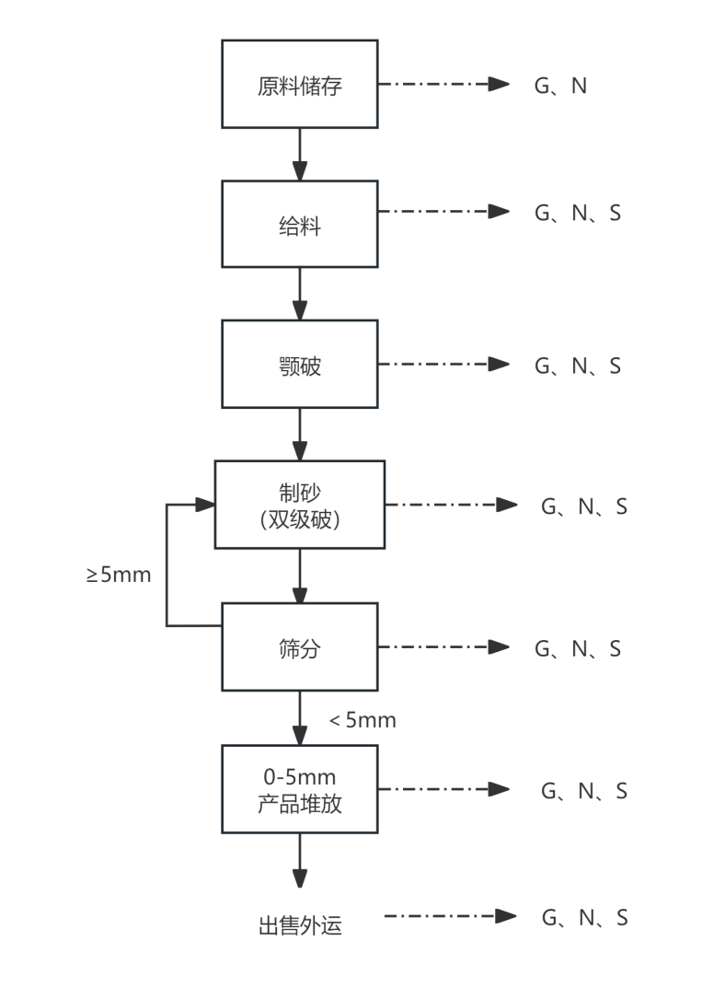 原料储存
G、N
给料
G、N、S
颚破
G、N、S
制砂
（双级破）
G、N、S
≥5mm
筛分
G、N、S
＜5mm
0-5mm
产品堆放
G、N、S
出售外运
G、N、S